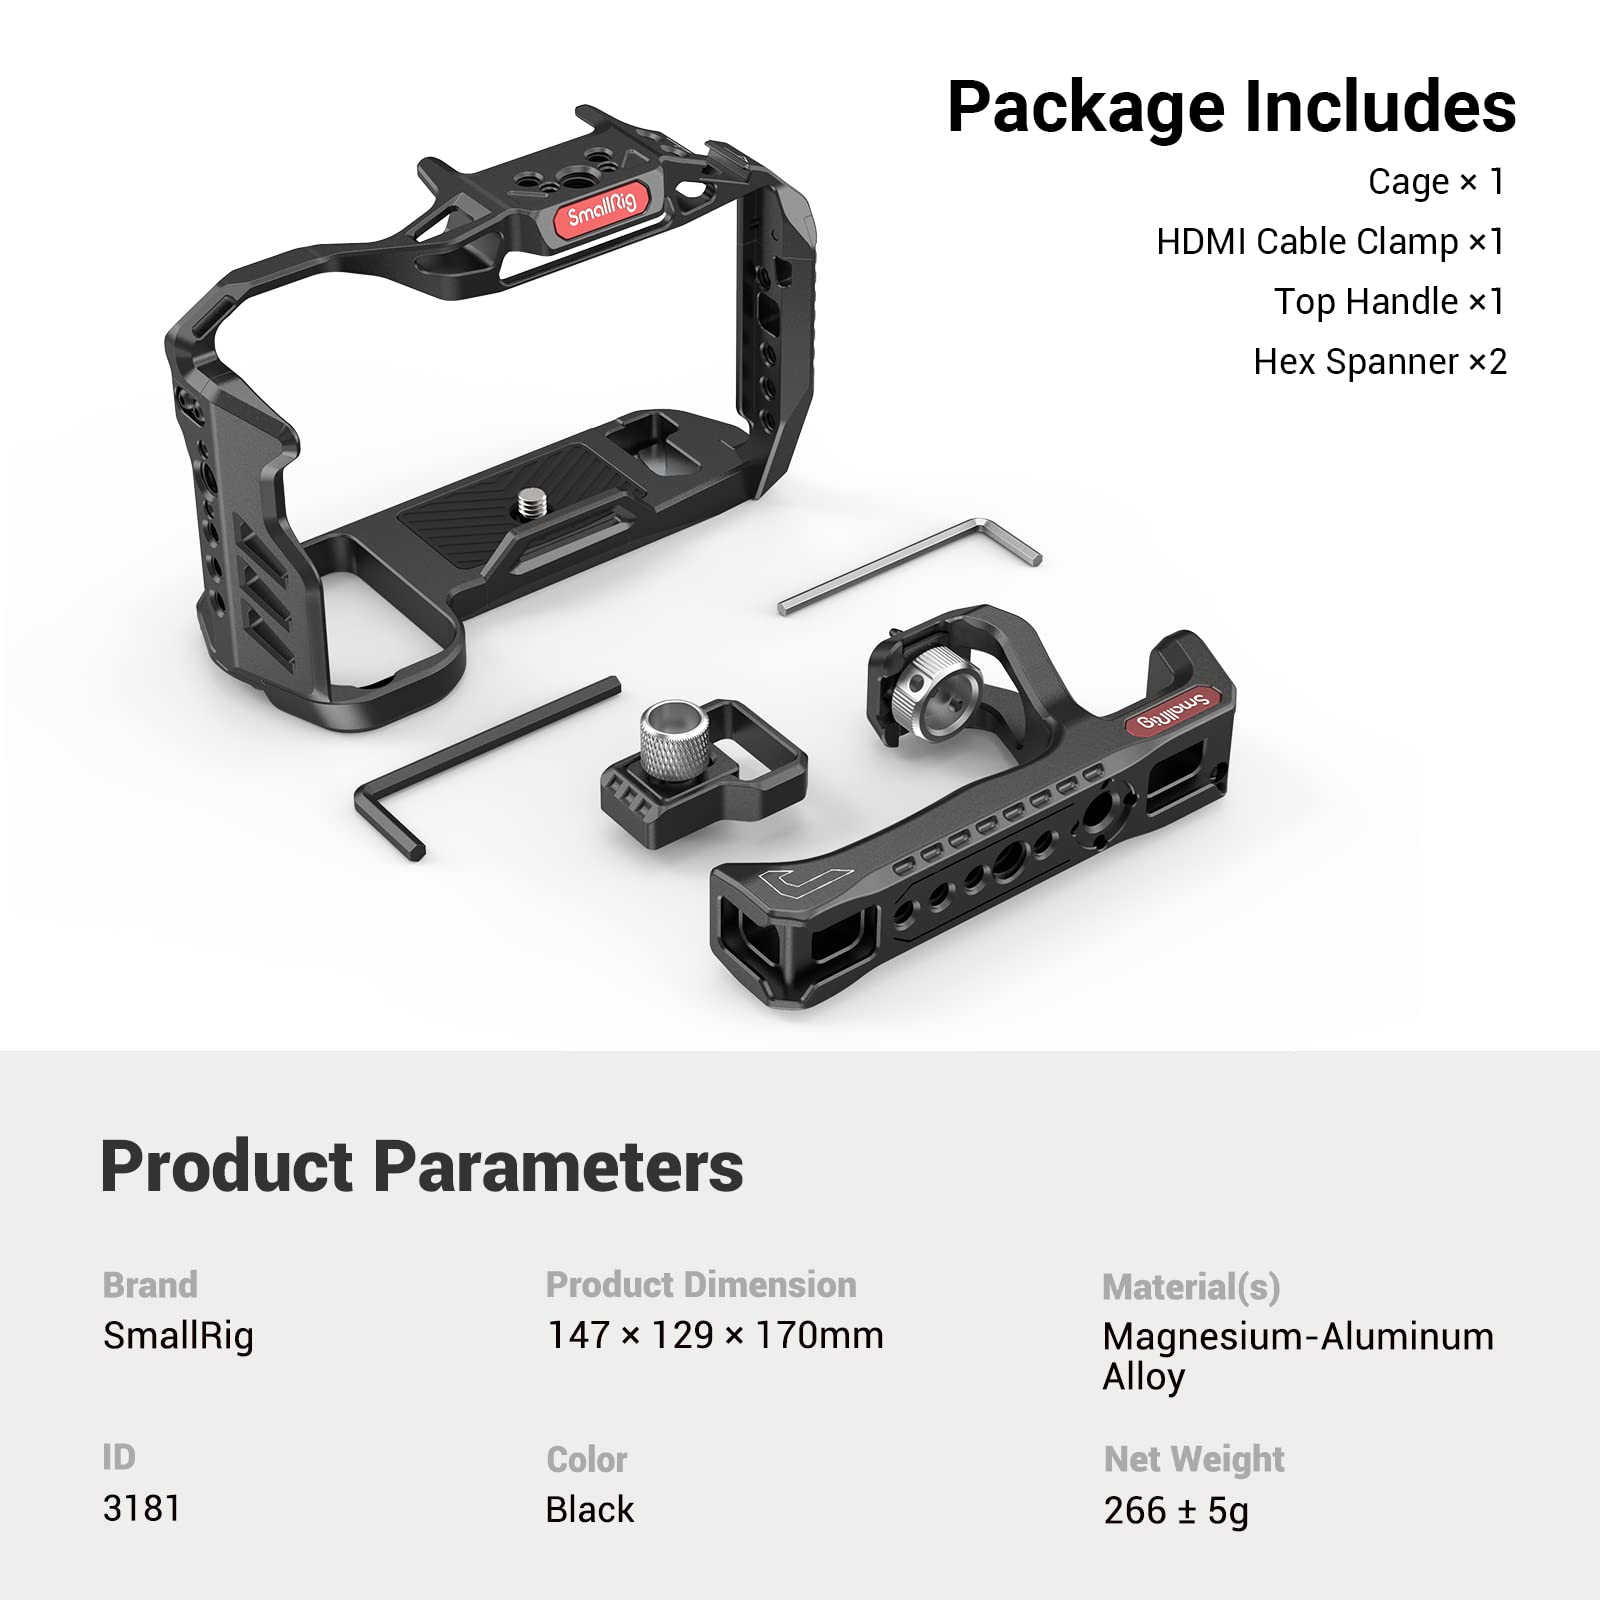 Package Includes
Cage × 1
HDMI Cable Clamp ×1
Top Handle ×1
Hex Spanner ×2
SmallRig
SmallRig
Product Parameters
Brand
SmallRig
Product Dimension
147 × 129 × 170mm
Material(s)
Magnesium-Aluminum
Alloy
ID
3181
Color
Black
Net Weight
266 ± 5g